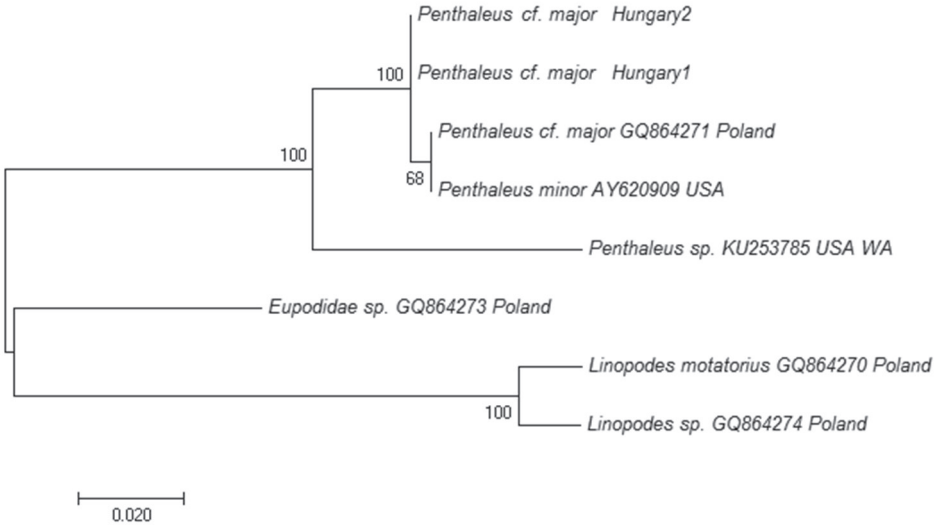 Penthaleus cf. major Hungary2
100
Penthaleus cf. major Hungary1
Penthaleus cf. major GQ864271 Poland
100
68
Penthaleus minor AY620909 USA
Penthaleus sp. KU253785 USA WA
Eupodidae sp. GQ864273 Poland
Linopodes motatorius GQ864270 Poland
100
Linopodes sp. GQ864274 Poland
0.020